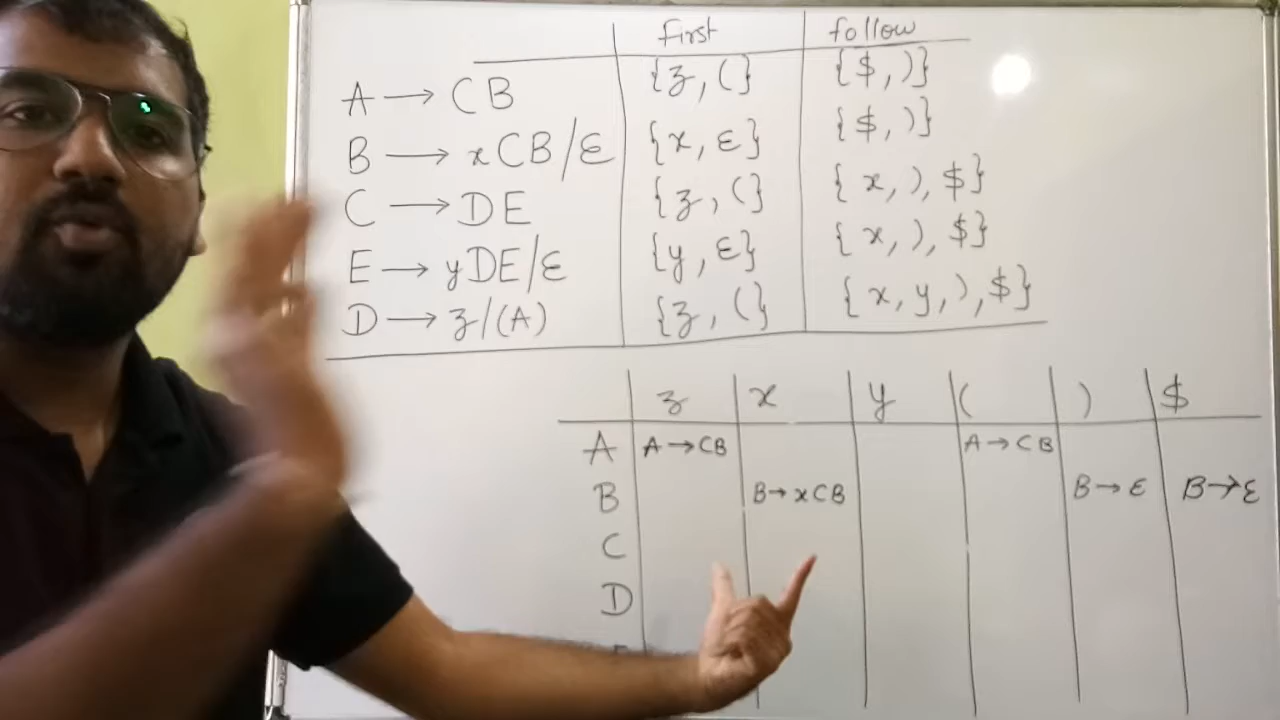 First follow
A → CB {z, (} {$, )}
B → xCB/ε {x, ε} {$, )}
C → DE {z, (} {x, ), $}
E → yDE/ε {y, ε} {x, ), $}
D → z/(A) {z, (} {x, y, ), $}
z x y ( ) $
A A → CB A → CB
B B → xCB B → ε B → ε
C
D